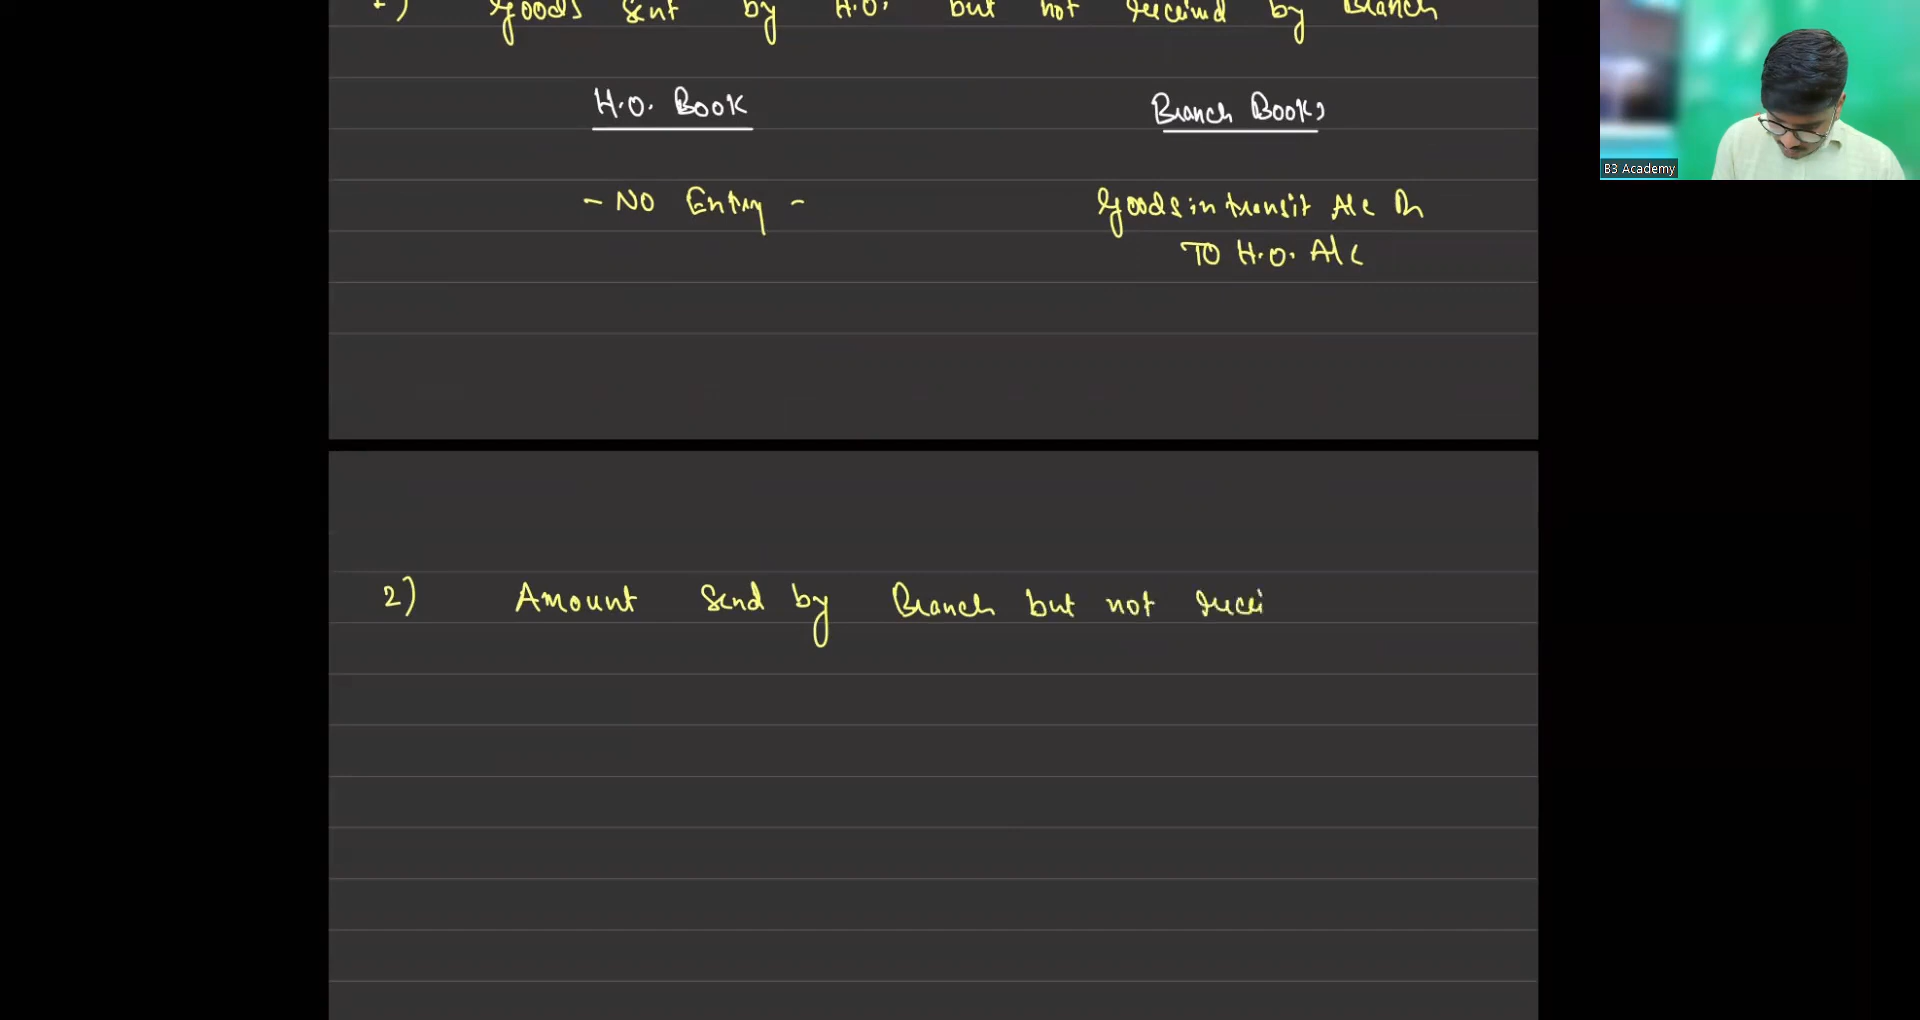 1) Goods sent by H.O. but not received by Branch
H.O. Book
Branch Books
- NO Entry -
Goods in transit A/c Dr
TO H.O. A/c
2) Amount Send by Branch but not recei
B3 Academy